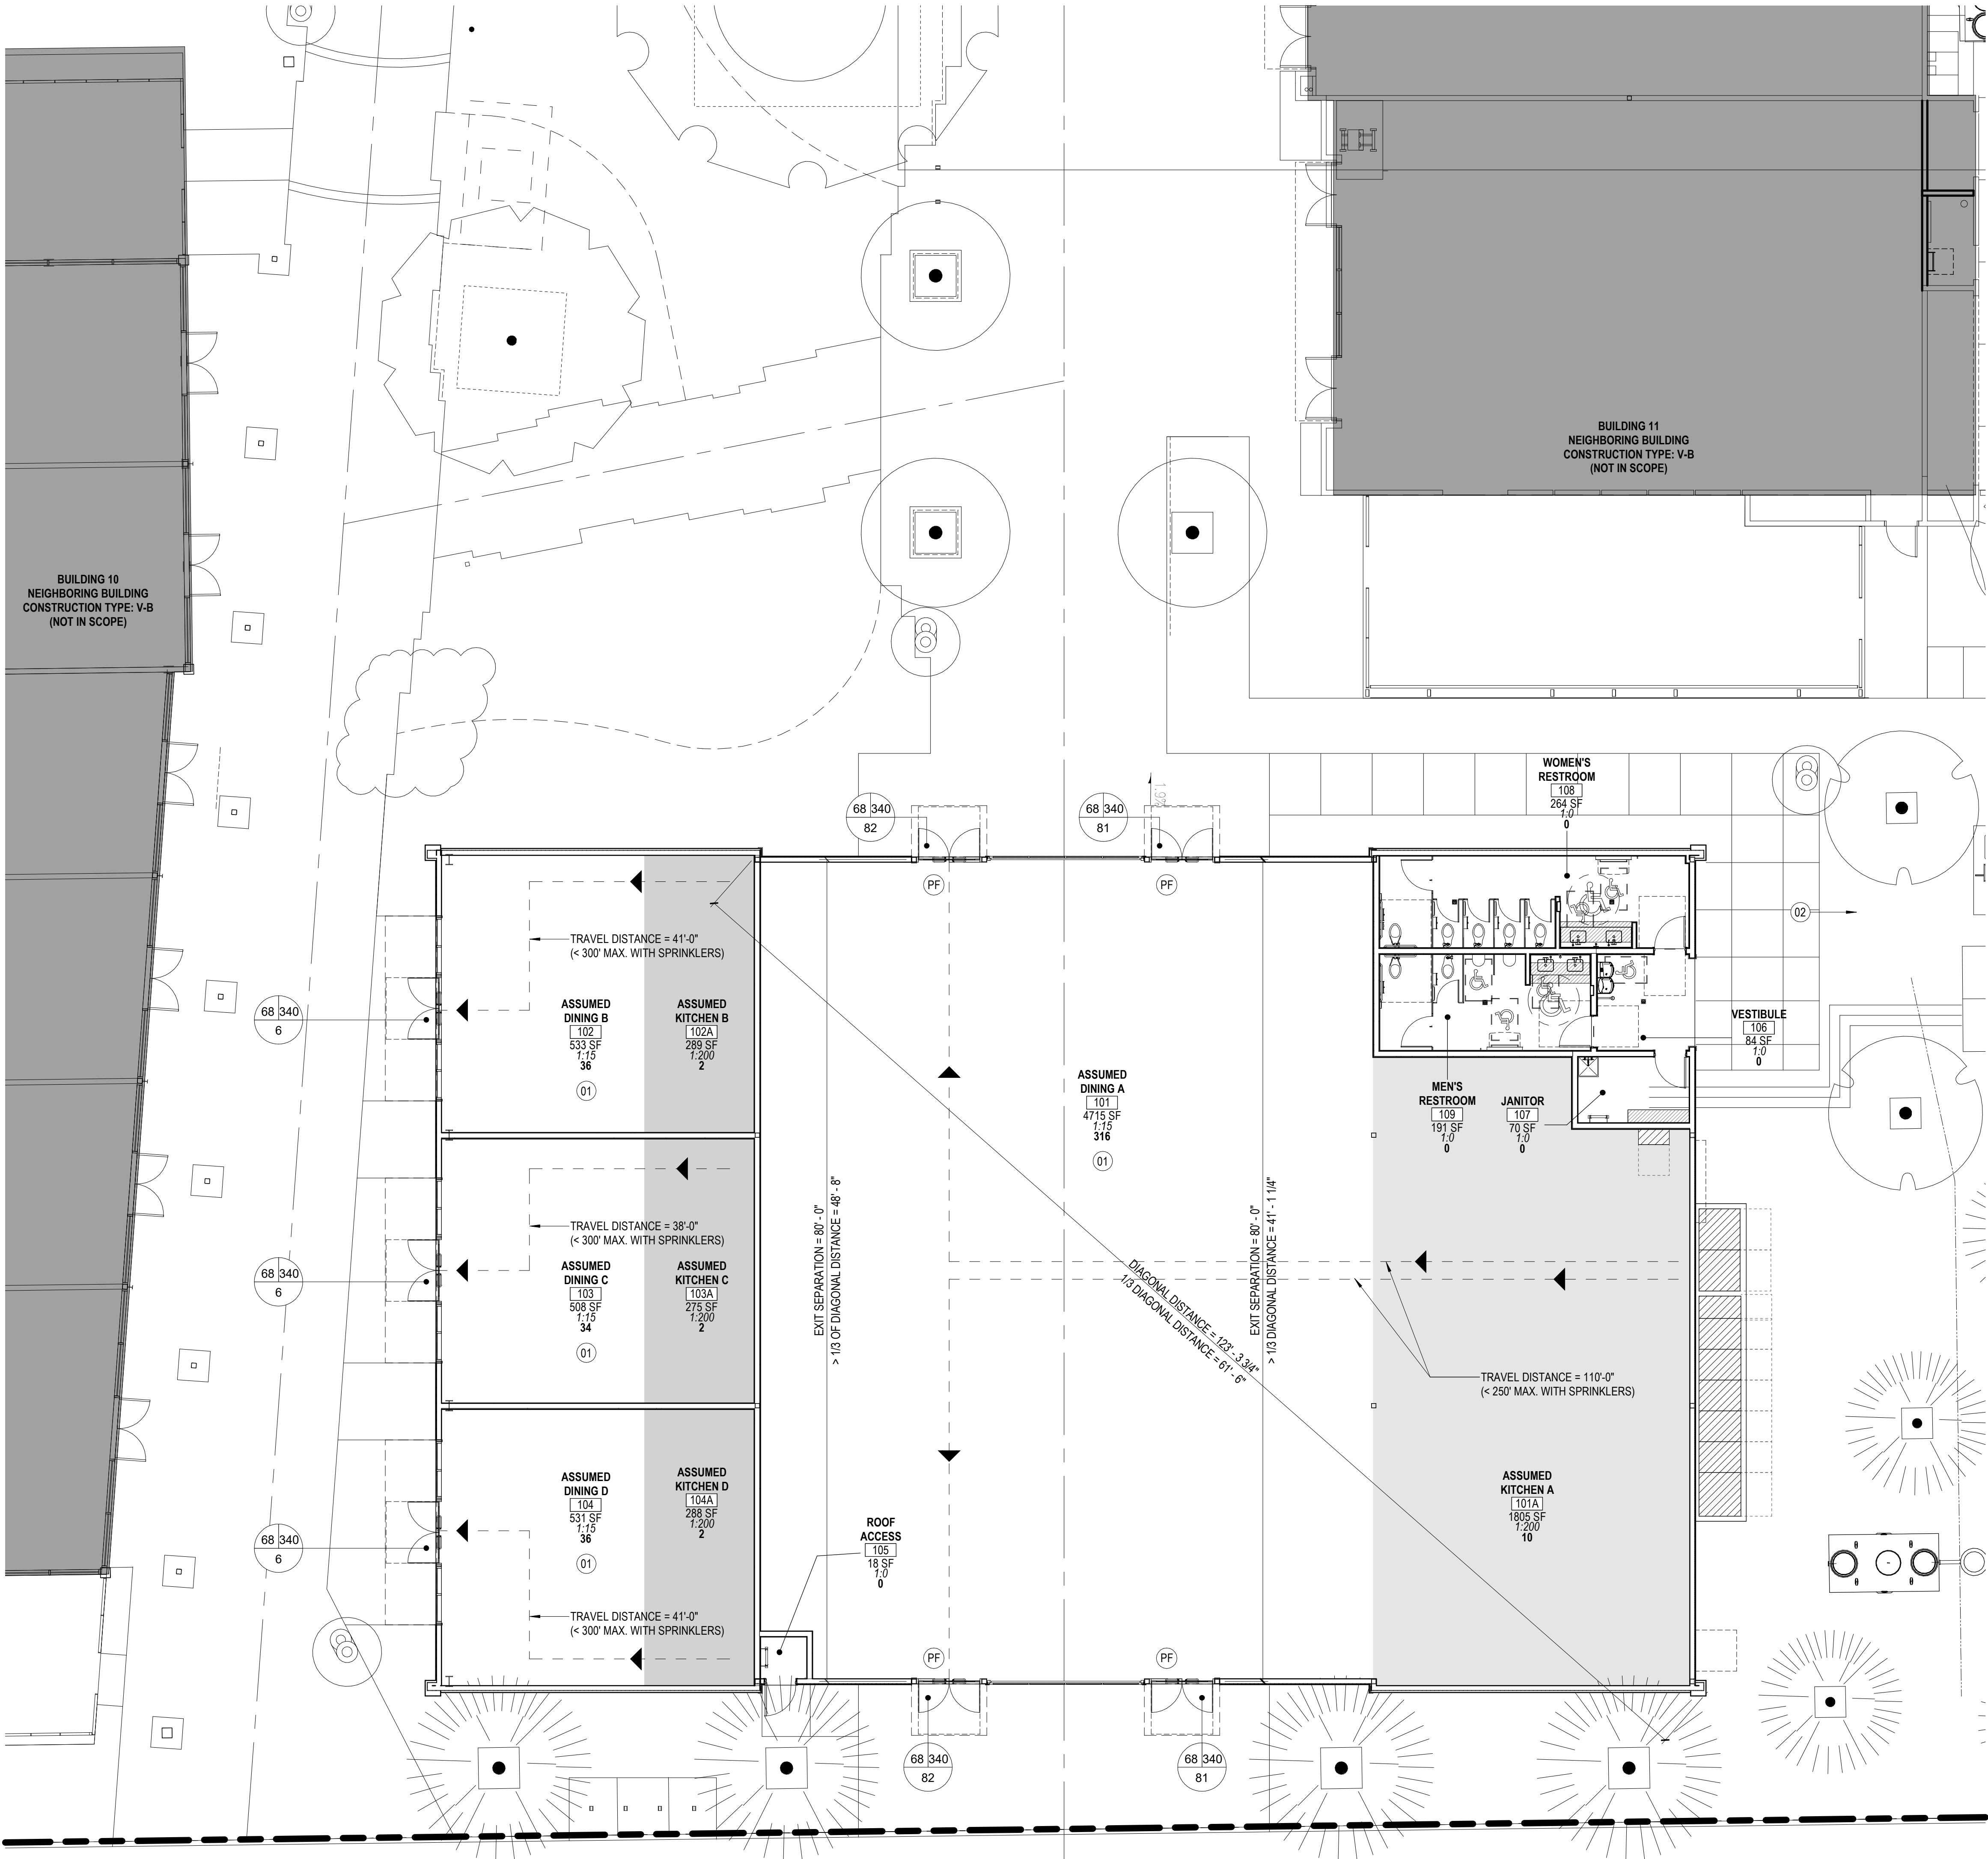 BUILDING 11
NEIGHBORING BUILDING
CONSTRUCTION TYPE: V-B
(NOT IN SCOPE)
BUILDING 10
NEIGHBORING BUILDING
CONSTRUCTION TYPE: V-B
(NOT IN SCOPE)
WOMEN'S
RESTROOM
108
264 SF
1:0
0
68 340
82
68 340
81
1.9%
PF
PF
02
TRAVEL DISTANCE = 41'-0"
(< 300' MAX. WITH SPRINKLERS)
68 340
6
ASSUMED
DINING B
102
533 SF
1:15
36
01
ASSUMED
KITCHEN B
102A
289 SF
1:200
2
VESTIBULE
106
84 SF
1:0
0
ASSUMED
DINING A
101
4715 SF
1:15
316
01
MEN'S
RESTROOM
109
191 SF
1:0
0
JANITOR
107
70 SF
1:0
0
EXIT SEPARATION = 80' - 0"
> 1/3 OF DIAGONAL DISTANCE = 48' - 8"
EXIT SEPARATION = 80' - 0"
> 1/3 DIAGONAL DISTANCE = 41' - 1 1/4"
TRAVEL DISTANCE = 38'-0"
(< 300' MAX. WITH SPRINKLERS)
68 340
6
ASSUMED
DINING C
103
508 SF
1:15
34
01
ASSUMED
KITCHEN C
103A
275 SF
1:200
2
DIAGONAL DISTANCE = 123' - 3 3/4"
1/3 DIAGONAL DISTANCE = 61' - 6"
TRAVEL DISTANCE = 110'-0"
(< 250' MAX. WITH SPRINKLERS)
68 340
6
ASSUMED
DINING D
104
531 SF
1:15
36
01
ASSUMED
KITCHEN D
104A
288 SF
1:200
2
ASSUMED
KITCHEN A
101A
1805 SF
1:200
10
ROOF
ACCESS
105
18 SF
1:0
0
TRAVEL DISTANCE = 41'-0"
(< 300' MAX. WITH SPRINKLERS)
PF
PF
68 340
82
68 340
81